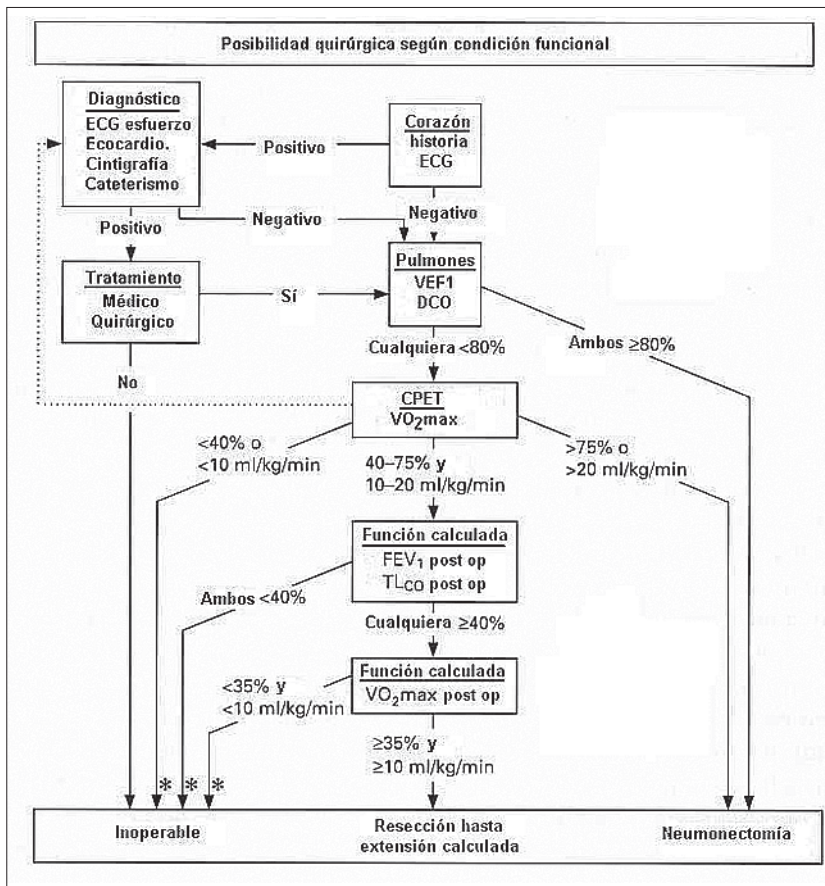 Posibilidad quirúrgica según condición funcional
Diagnóstico
ECG esfuerzo
Ecocardio.
Cintigrafía
Cateterismo
Positivo
Corazón
historia
ECG
Positivo
Negativo
Negativo
Tratamiento
Médico
Quirúrgico
Sí
Pulmones
VEF1
DCO
No
Cualquiera <80%
Ambos ≥80%
CPET
VO2max
<40% o
<10 ml/kg/min
40–75% y
10–20 ml/kg/min
>75% o
>20 ml/kg/min
Función calculada
FEV1 post op
TLCO post op
Ambos <40%
Cualquiera ≥40%
Función calculada
VO2max post op
<35% y
<10 ml/kg/min
≥35% y
≥10 ml/kg/min
* * *
Inoperable
Resección hasta
extensión calculada
Neumonectomía